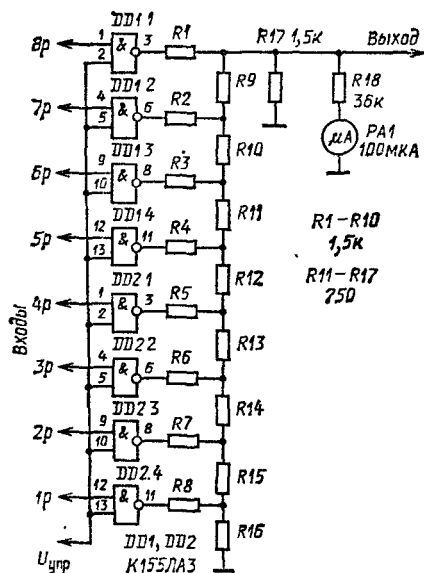 DD1.1
8р 1 2 & 3 R1
R17 1,5к
Выход
R9
R18
36к
DD1.2
7р 4 5 & 6 R2
μA PA1
100мкА
R10
DD1.3
6р 9 10 & 8 R3
R11
R1-R10
1,5к
DD1.4
5р 12 13 & 11 R4
R12
R11-R17
750
DD2.1
4р 1 2 & 3 R5
R13
Входы
DD2.2
3р 4 5 & 6 R6
R14
DD2.3
2р 9 10 & 8 R7
R15
DD2.4
1р 12 13 & 11 R8
R16
Uупр
DD1, DD2
К155ЛА3